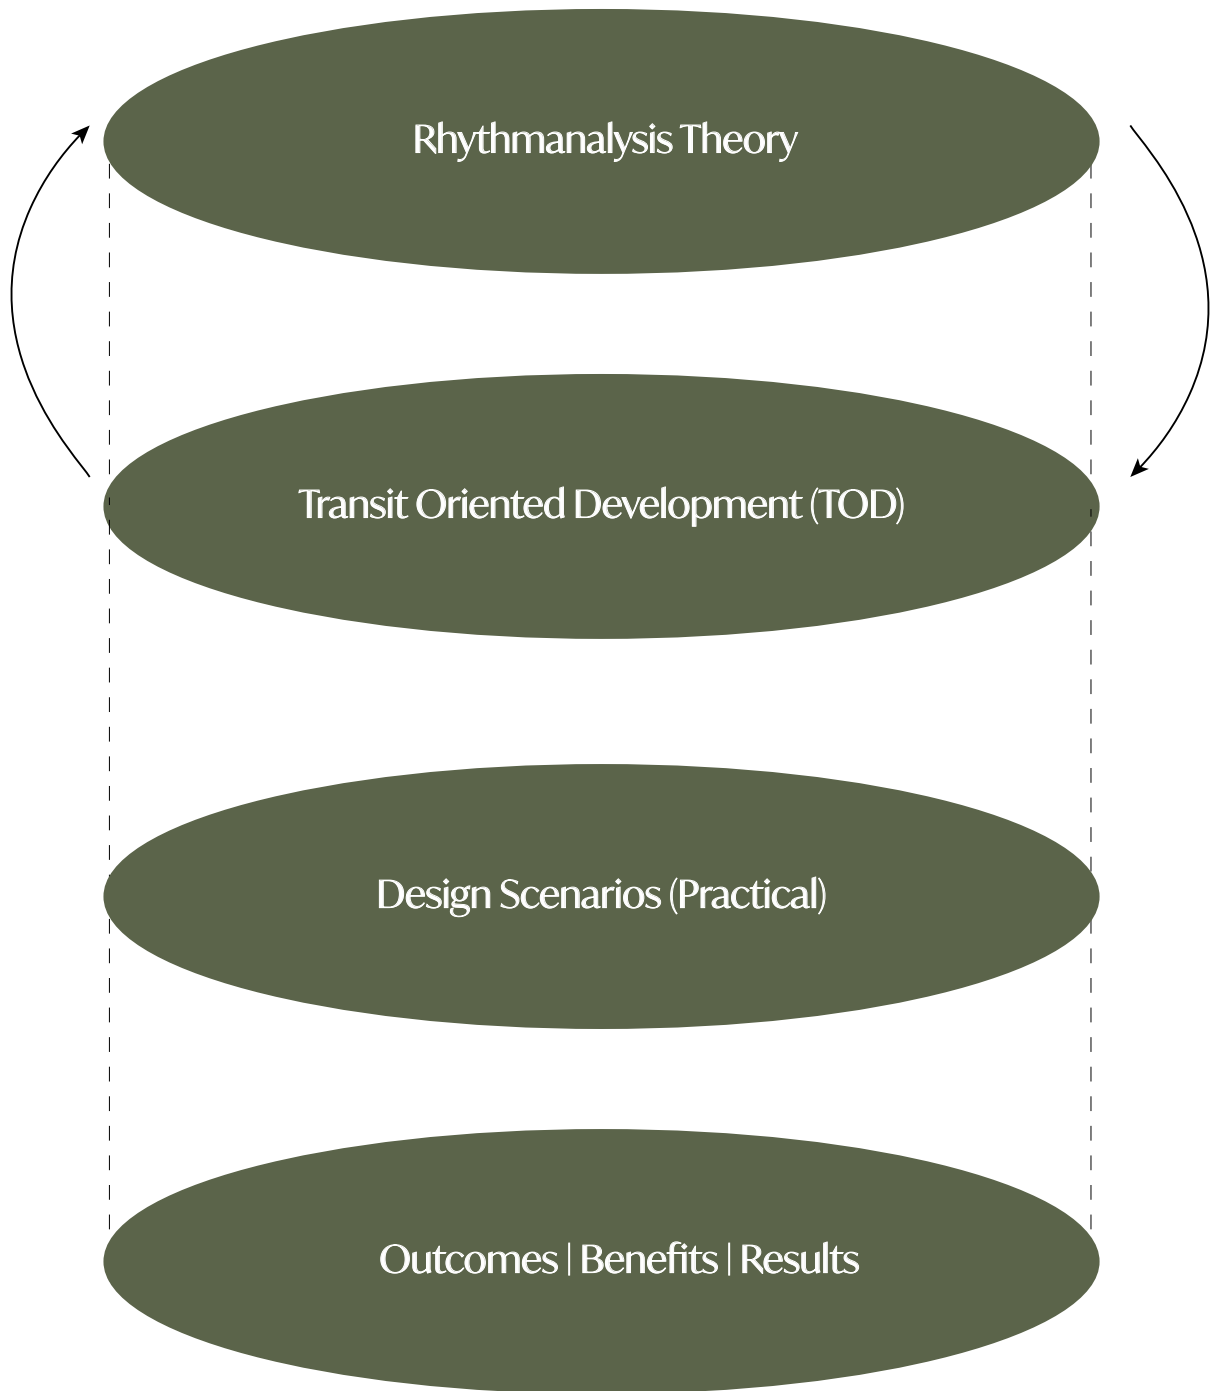 Rhythmanalysis Theory
Transit Oriented Development (TOD)
Design Scenarios (Practical)
Outcomes | Benefits | Results